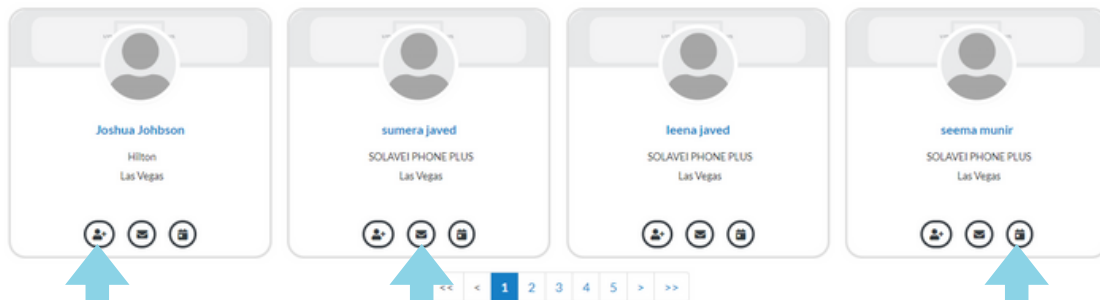 Joshua Johbson
Hilton
Las Vegas
sumera javed
SOLAVEI PHONE PLUS
Las Vegas
leena javed
SOLAVEI PHONE PLUS
Las Vegas
seema munir
SOLAVEI PHONE PLUS
Las Vegas
<< < 1 2 3 4 5 > >>